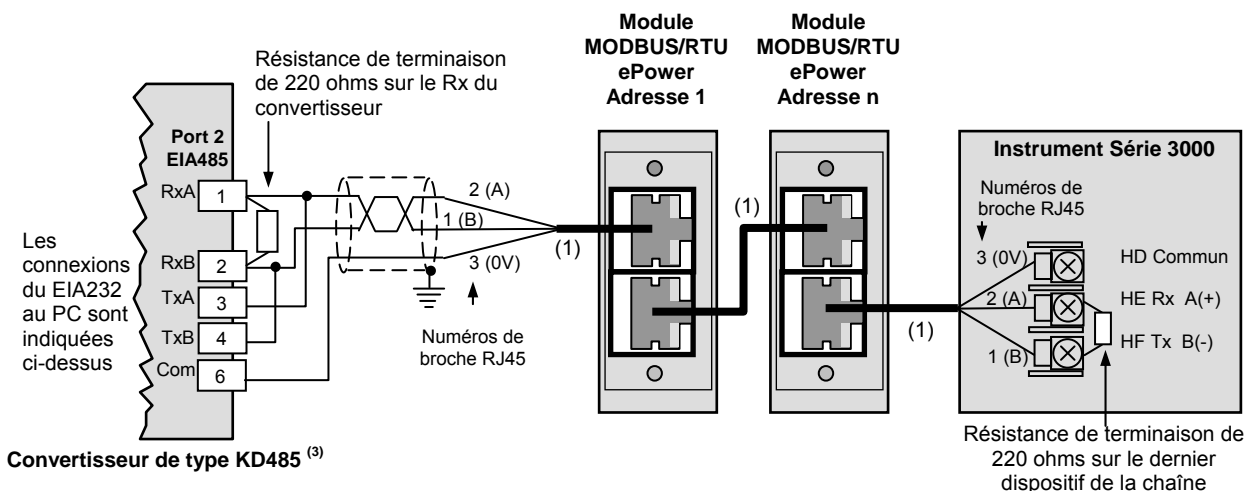 Module
MODBUS/RTU
ePower
Adresse 1
Module
MODBUS/RTU
ePower
Adresse n
Résistance de terminaison
de 220 ohms sur le Rx du
convertisseur
Port 2
EIA485
RxA
1
RxB
2
TxA
3
TxB
4
Com
6
Les
connexions
du EIA232
au PC sont
indiquées
ci-dessus
2 (A)
1 (B)
3 (0V)
(1)
Numéros de
broche RJ45
(1)
(1)
Instrument Série 3000
Numéros de
broche RJ45
3 (0V)
HD Commun
2 (A)
HE Rx A(+)
HF Tx B(-)
1 (B)
Résistance de terminaison de
220 ohms sur le dernier
dispositif de la chaîne
Convertisseur de type KD485 (3)